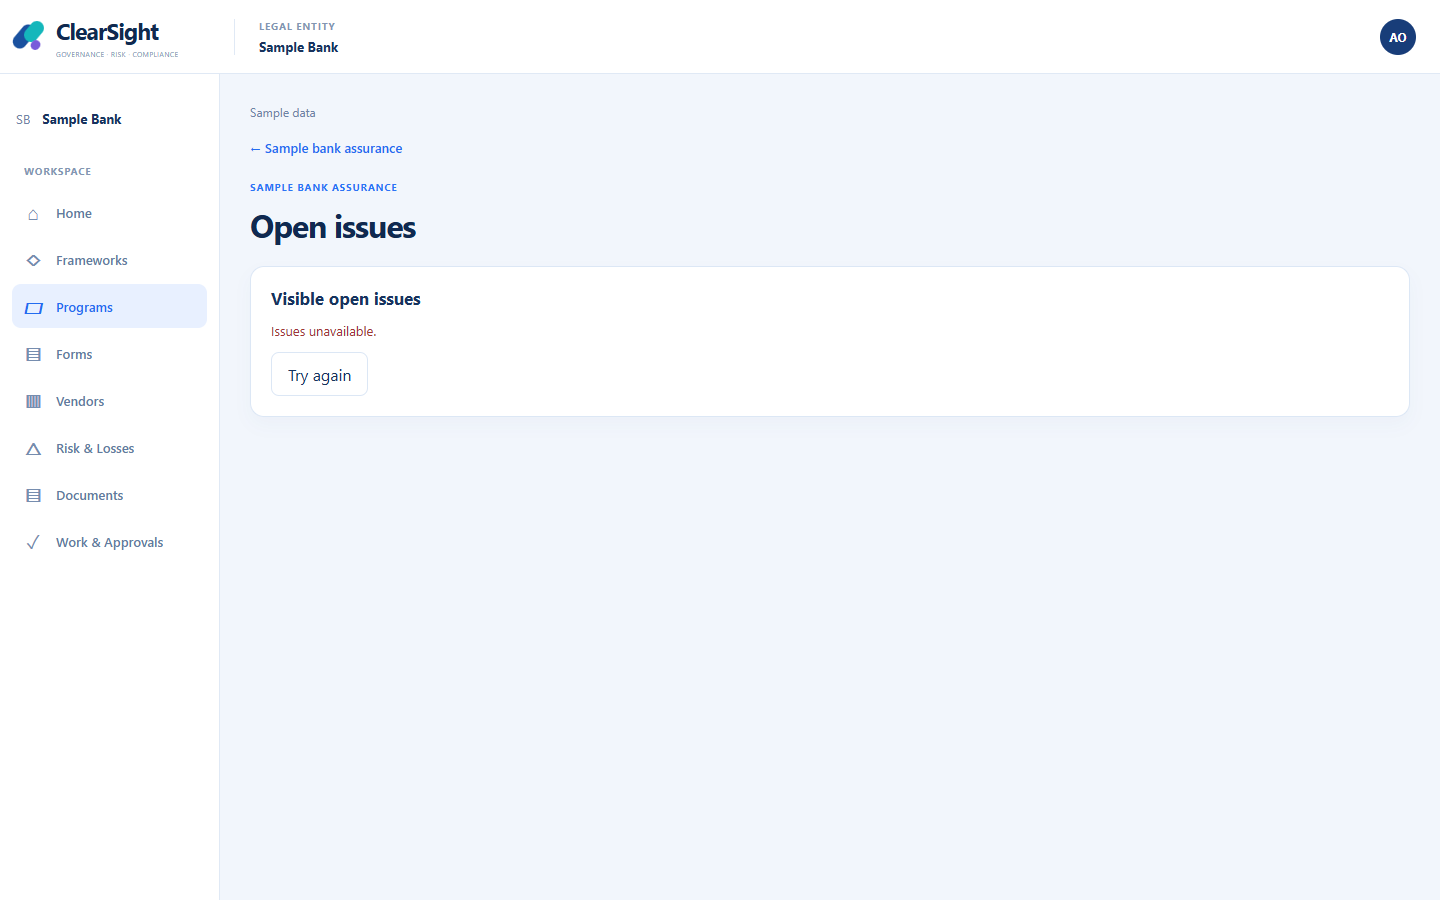 ClearSight
GOVERNANCE · RISK · COMPLIANCE
LEGAL ENTITY
Sample Bank
AO
SB Sample Bank
WORKSPACE
Home
Frameworks
Programs
Forms
Vendors
Risk & Losses
Documents
Work & Approvals
Sample data
← Sample bank assurance
SAMPLE BANK ASSURANCE
Open issues
Visible open issues
Issues unavailable.
Try again